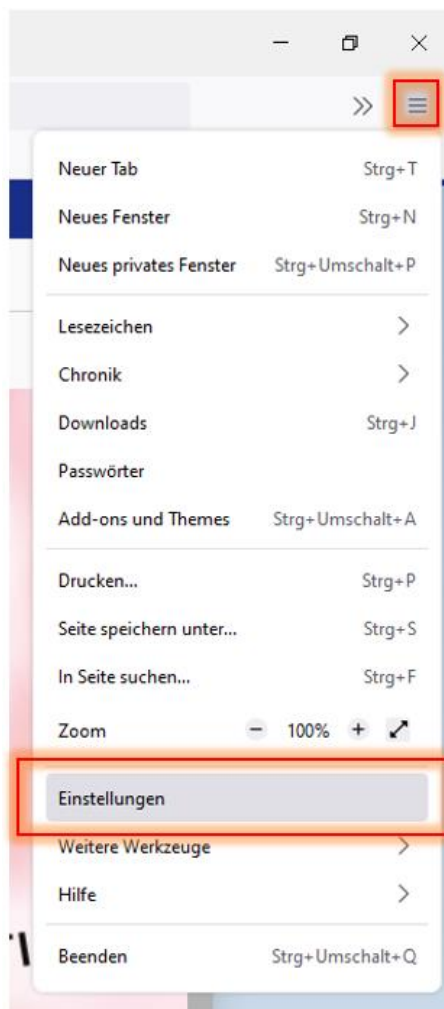 Neuer Tab Strg+T
Neues Fenster Strg+N
Neues privates Fenster Strg+Umschalt+P
Lesezeichen
Chronik
Downloads Strg+J
Passwörter
Add-ons und Themes Strg+Umschalt+A
Drucken... Strg+P
Seite speichern unter... Strg+S
In Seite suchen... Strg+F
Zoom − 100% +
Einstellungen
Weitere Werkzeuge
Hilfe
Beenden Strg+Umschalt+Q